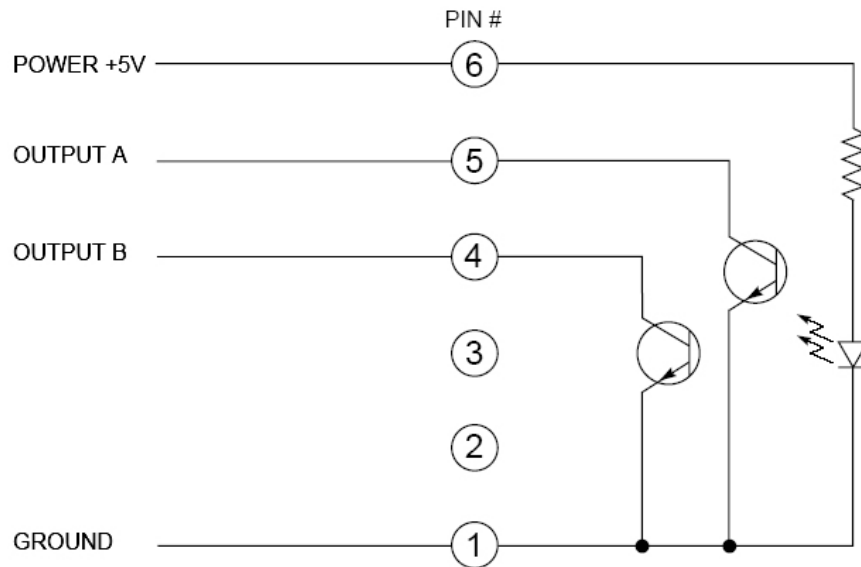 PIN #
POWER +5V 6
OUTPUT A 5
OUTPUT B 4
3
2
GROUND 1